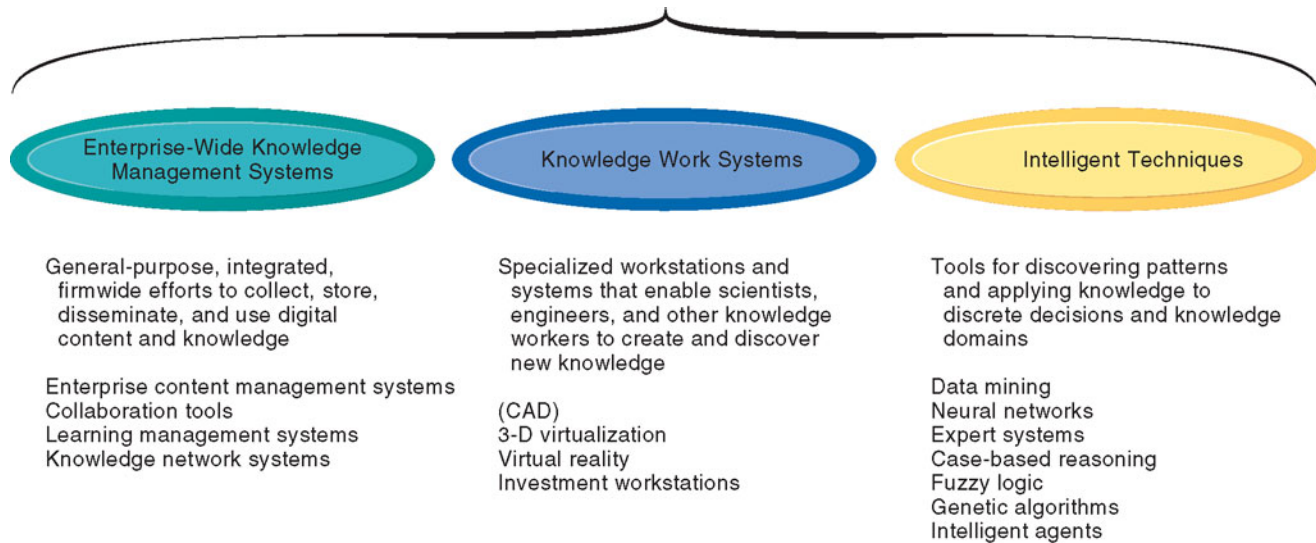 Enterprise-Wide Knowledge
Management Systems
General-purpose, integrated,
firmwide efforts to collect, store,
disseminate, and use digital
content and knowledge
Enterprise content management systems
Collaboration tools
Learning management systems
Knowledge network systems
Knowledge Work Systems
Specialized workstations and
systems that enable scientists,
engineers, and other knowledge
workers to create and discover
new knowledge
(CAD)
3-D virtualization
Virtual reality
Investment workstations
Intelligent Techniques
Tools for discovering patterns
and applying knowledge to
discrete decisions and knowledge
domains
Data mining
Neural networks
Expert systems
Case-based reasoning
Fuzzy logic
Genetic algorithms
Intelligent agents